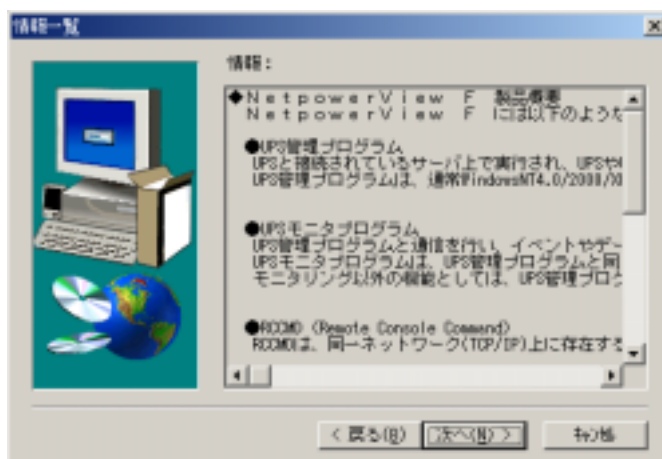 情報一覧
情報:
◆NetpowerView F 製品概要
NetpowerView F には以下のような
●UPS管理プログラム
UPSと接続されているサーバ上で実行され、UPSや
UPS管理プログラムは、通常WindowsNT4.0/2000/X
●UPSモニタプログラム
UPS管理プログラムと通信を行い、イベントやデー
UPSモニタプログラムは、UPS管理プログラムと同
モニタリング以外の機能としては、UPS管理プログ
●RCCMD (Remote Console Command)
RCCMDは、同一ネットワーク(TCP/IP)上に存在する
< 戻る(B)
次へ(N) >
キャンセル